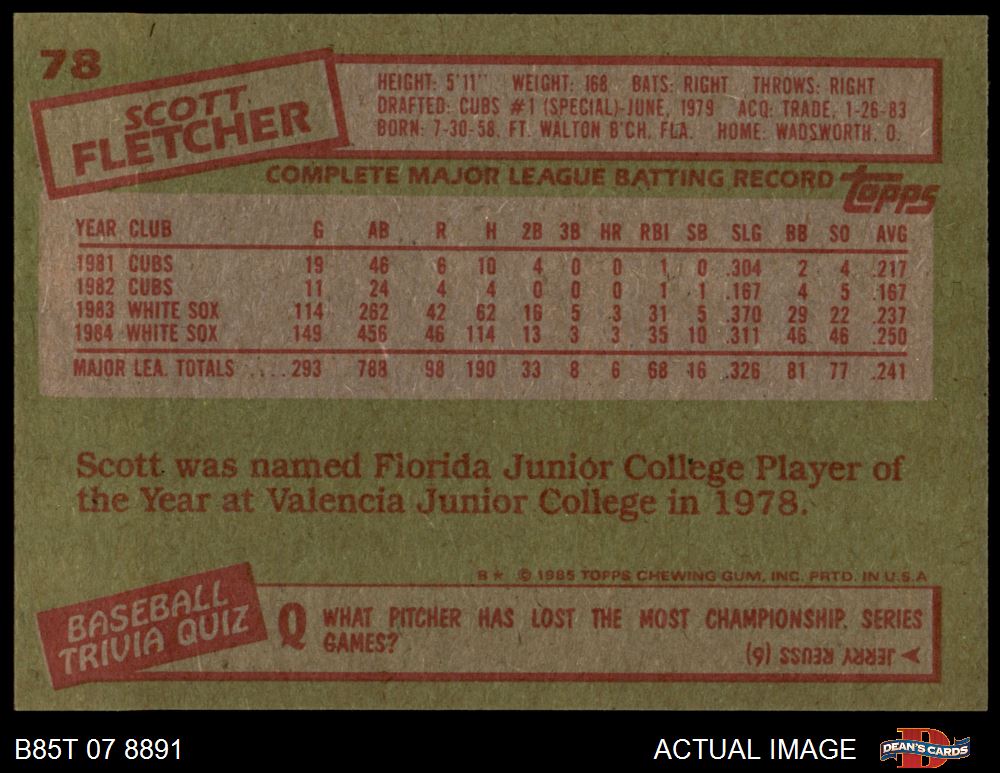 78
SCOTT
FLETCHER
HEIGHT: 5'11" WEIGHT: 168 BATS: RIGHT THROWS: RIGHT
DRAFTED: CUBS #1 (SPECIAL)-JUNE, 1979 ACQ: TRADE, 1-26-83
BORN: 7-30-58, FT. WALTON B'CH, FLA. HOME: WADSWORTH, O.
COMPLETE MAJOR LEAGUE BATTING RECORD topps
YEAR CLUB G AB R H 2B 3B HR RBI SB SLG BB SO AVG
1981 CUBS 19 46 6 10 4 0 0 1 0 .304 2 4 .217
1982 CUBS 11 24 4 4 0 0 0 1 1 .167 4 5 .167
1983 WHITE SOX 114 262 42 62 16 5 3 31 5 .370 29 22 .237
1984 WHITE SOX 149 456 46 114 13 3 3 35 10 .311 46 46 .250
MAJOR LEA. TOTALS .... 293 788 98 190 33 8 6 68 16 .326 81 77 .241
Scott was named Florida Junior College Player of
the Year at Valencia Junior College in 1978.
B* © 1985 TOPPS CHEWING GUM, INC. PRTD. IN U.S.A
BASEBALL
TRIVIA QUIZ
Q WHAT PITCHER HAS LOST THE MOST CHAMPIONSHIP SERIES
GAMES?
JERRY REUSS (6)
B85T 07 8891 ACTUAL IMAGE DEAN'S CARDS